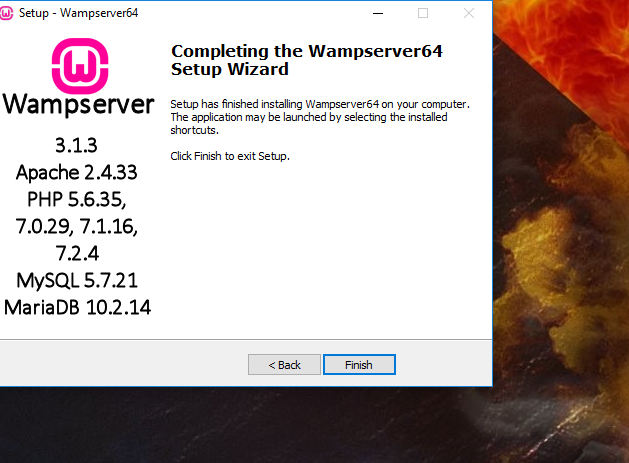 Setup - Wampserver64
Wampserver
3.1.3
Apache 2.4.33
PHP 5.6.35,
7.0.29, 7.1.16,
7.2.4
MySQL 5.7.21
MariaDB 10.2.14
Completing the Wampserver64
Setup Wizard
Setup has finished installing Wampserver64 on your computer.
The application may be launched by selecting the installed
shortcuts.
Click Finish to exit Setup.
< Back
Finish